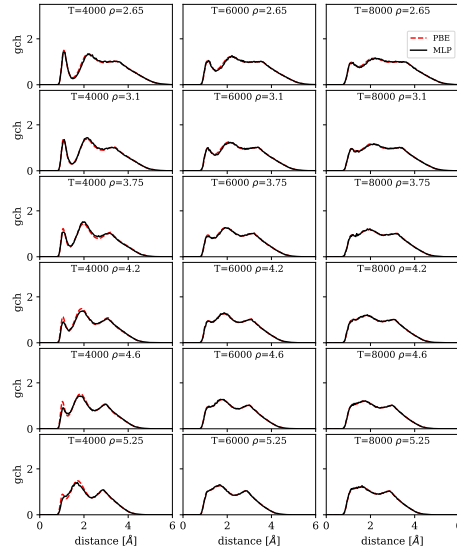 T=4000 ρ=2.65
T=6000 ρ=2.65
T=8000 ρ=2.65
PBE
MLP
gch
2
0
T=4000 ρ=3.1
T=6000 ρ=3.1
T=8000 ρ=3.1
gch
2
0
T=4000 ρ=3.75
T=6000 ρ=3.75
T=8000 ρ=3.75
gch
2
0
T=4000 ρ=4.2
T=6000 ρ=4.2
T=8000 ρ=4.2
gch
2
0
T=4000 ρ=4.6
T=6000 ρ=4.6
T=8000 ρ=4.6
gch
2
0
T=4000 ρ=5.25
T=6000 ρ=5.25
T=8000 ρ=5.25
gch
2
0
0 2 4 6 0 2 4 6 0 2 4 6
distance [Å] distance [Å] distance [Å]